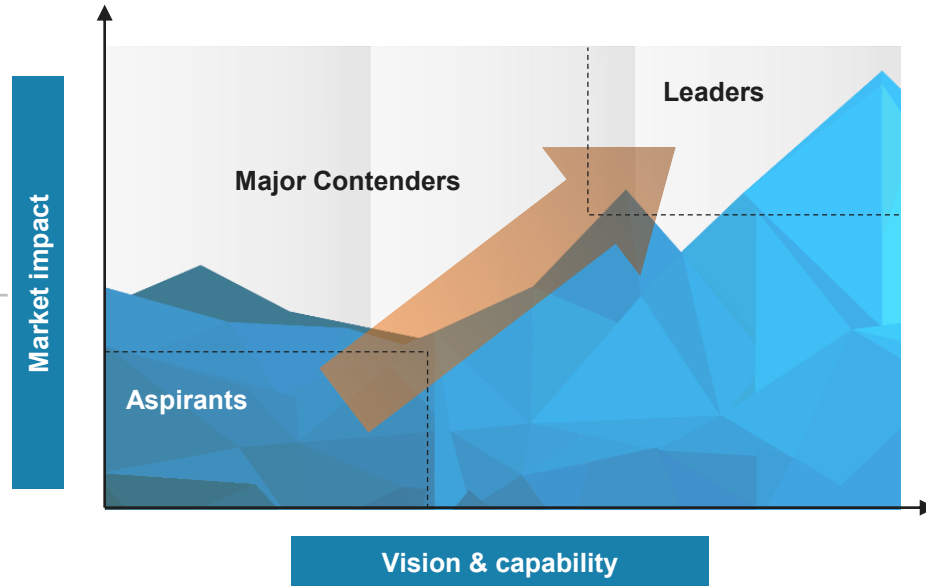 Leaders
Major Contenders
Market impact
Aspirants
Vision & capability